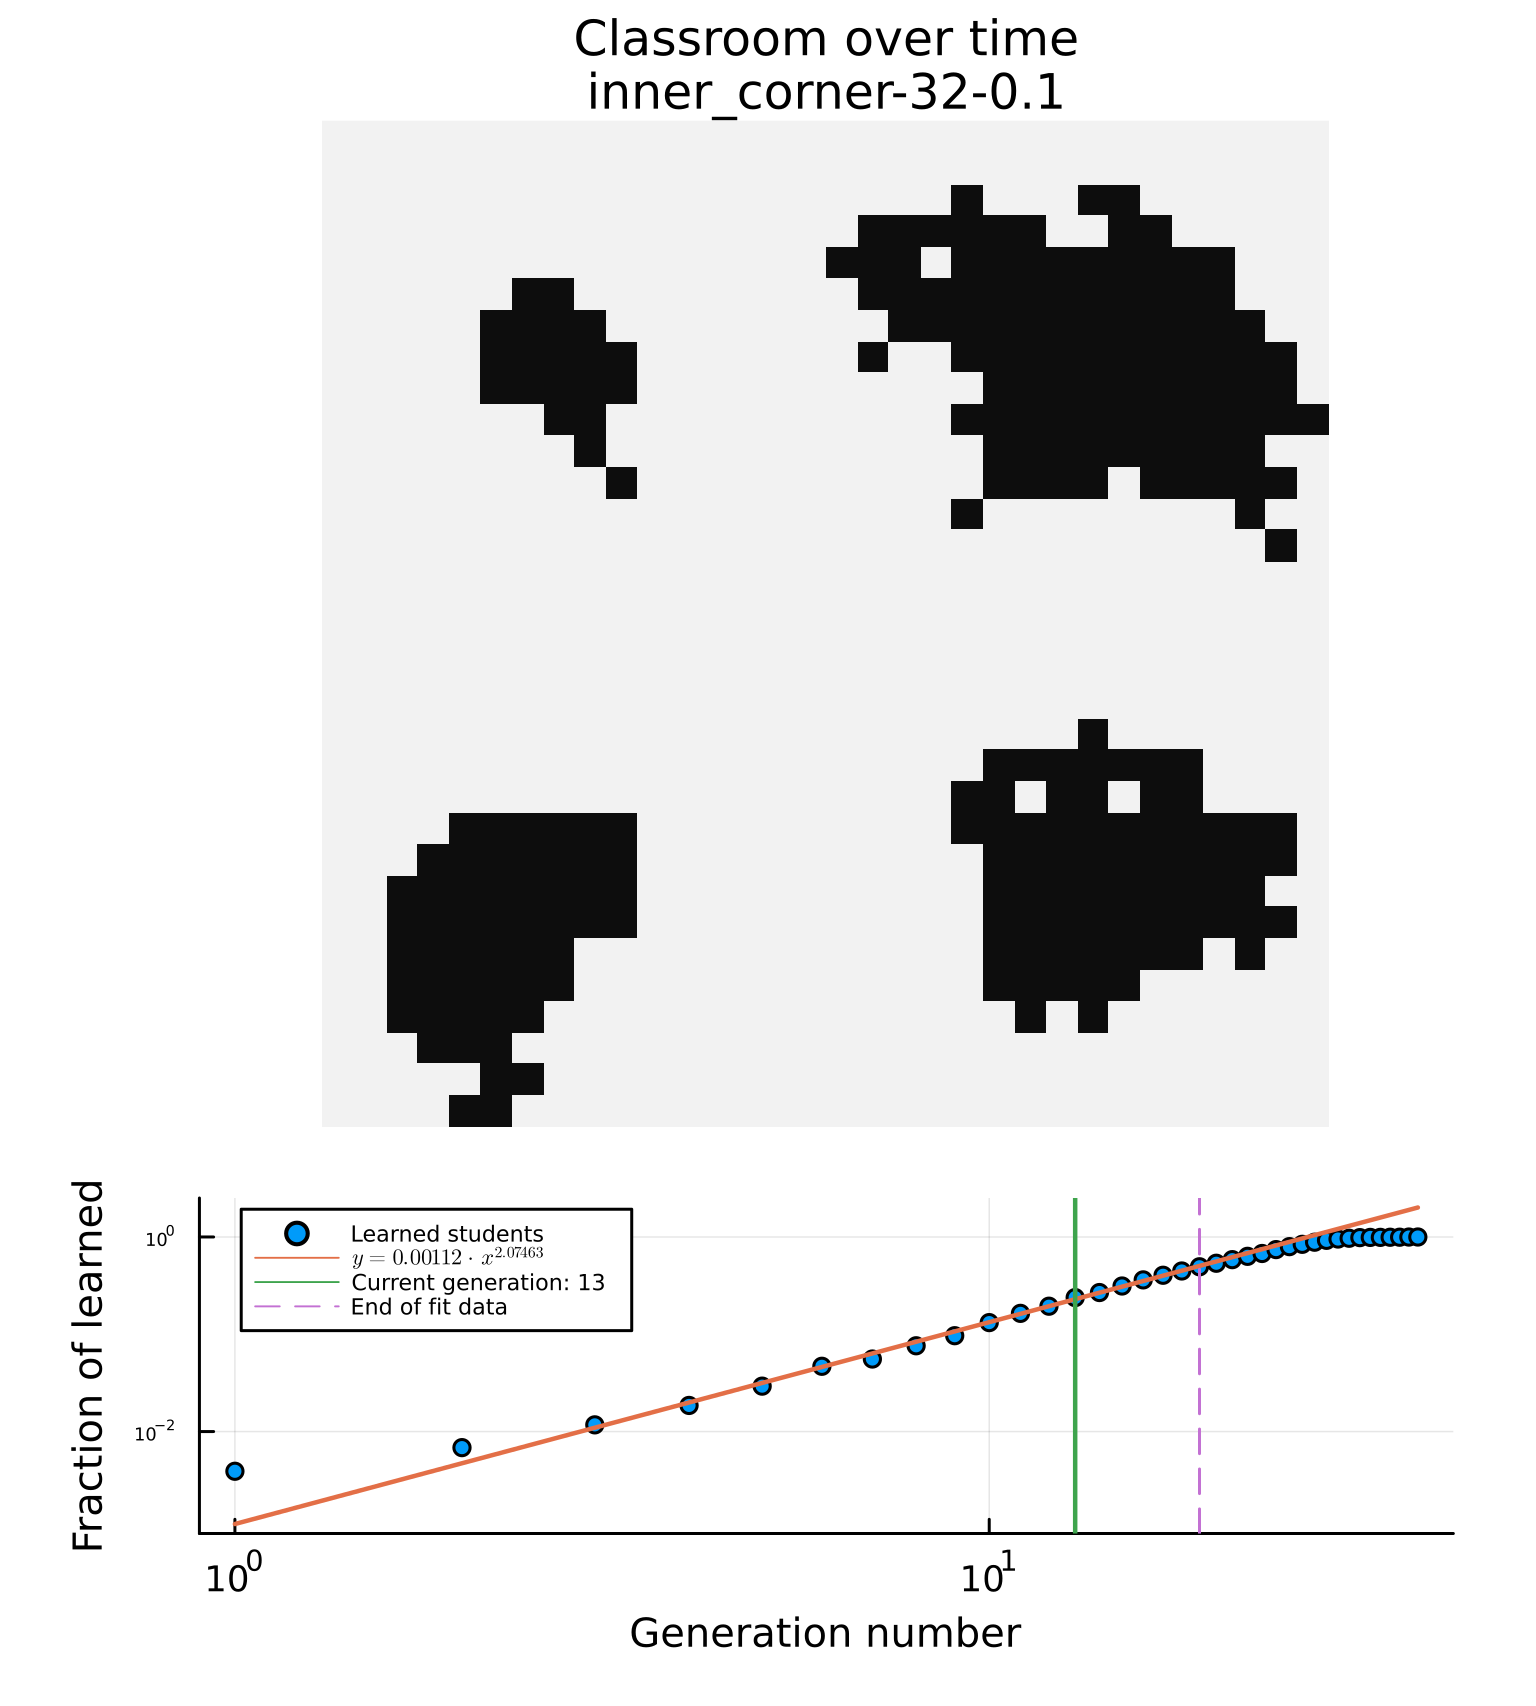 Classroom over time
inner_corner-32-0.1
Fraction of learned
10^0
10^-2
Learned students
y = 0.00112 · x^2.07463
Current generation: 13
End of fit data
10^0
10^1
Generation number